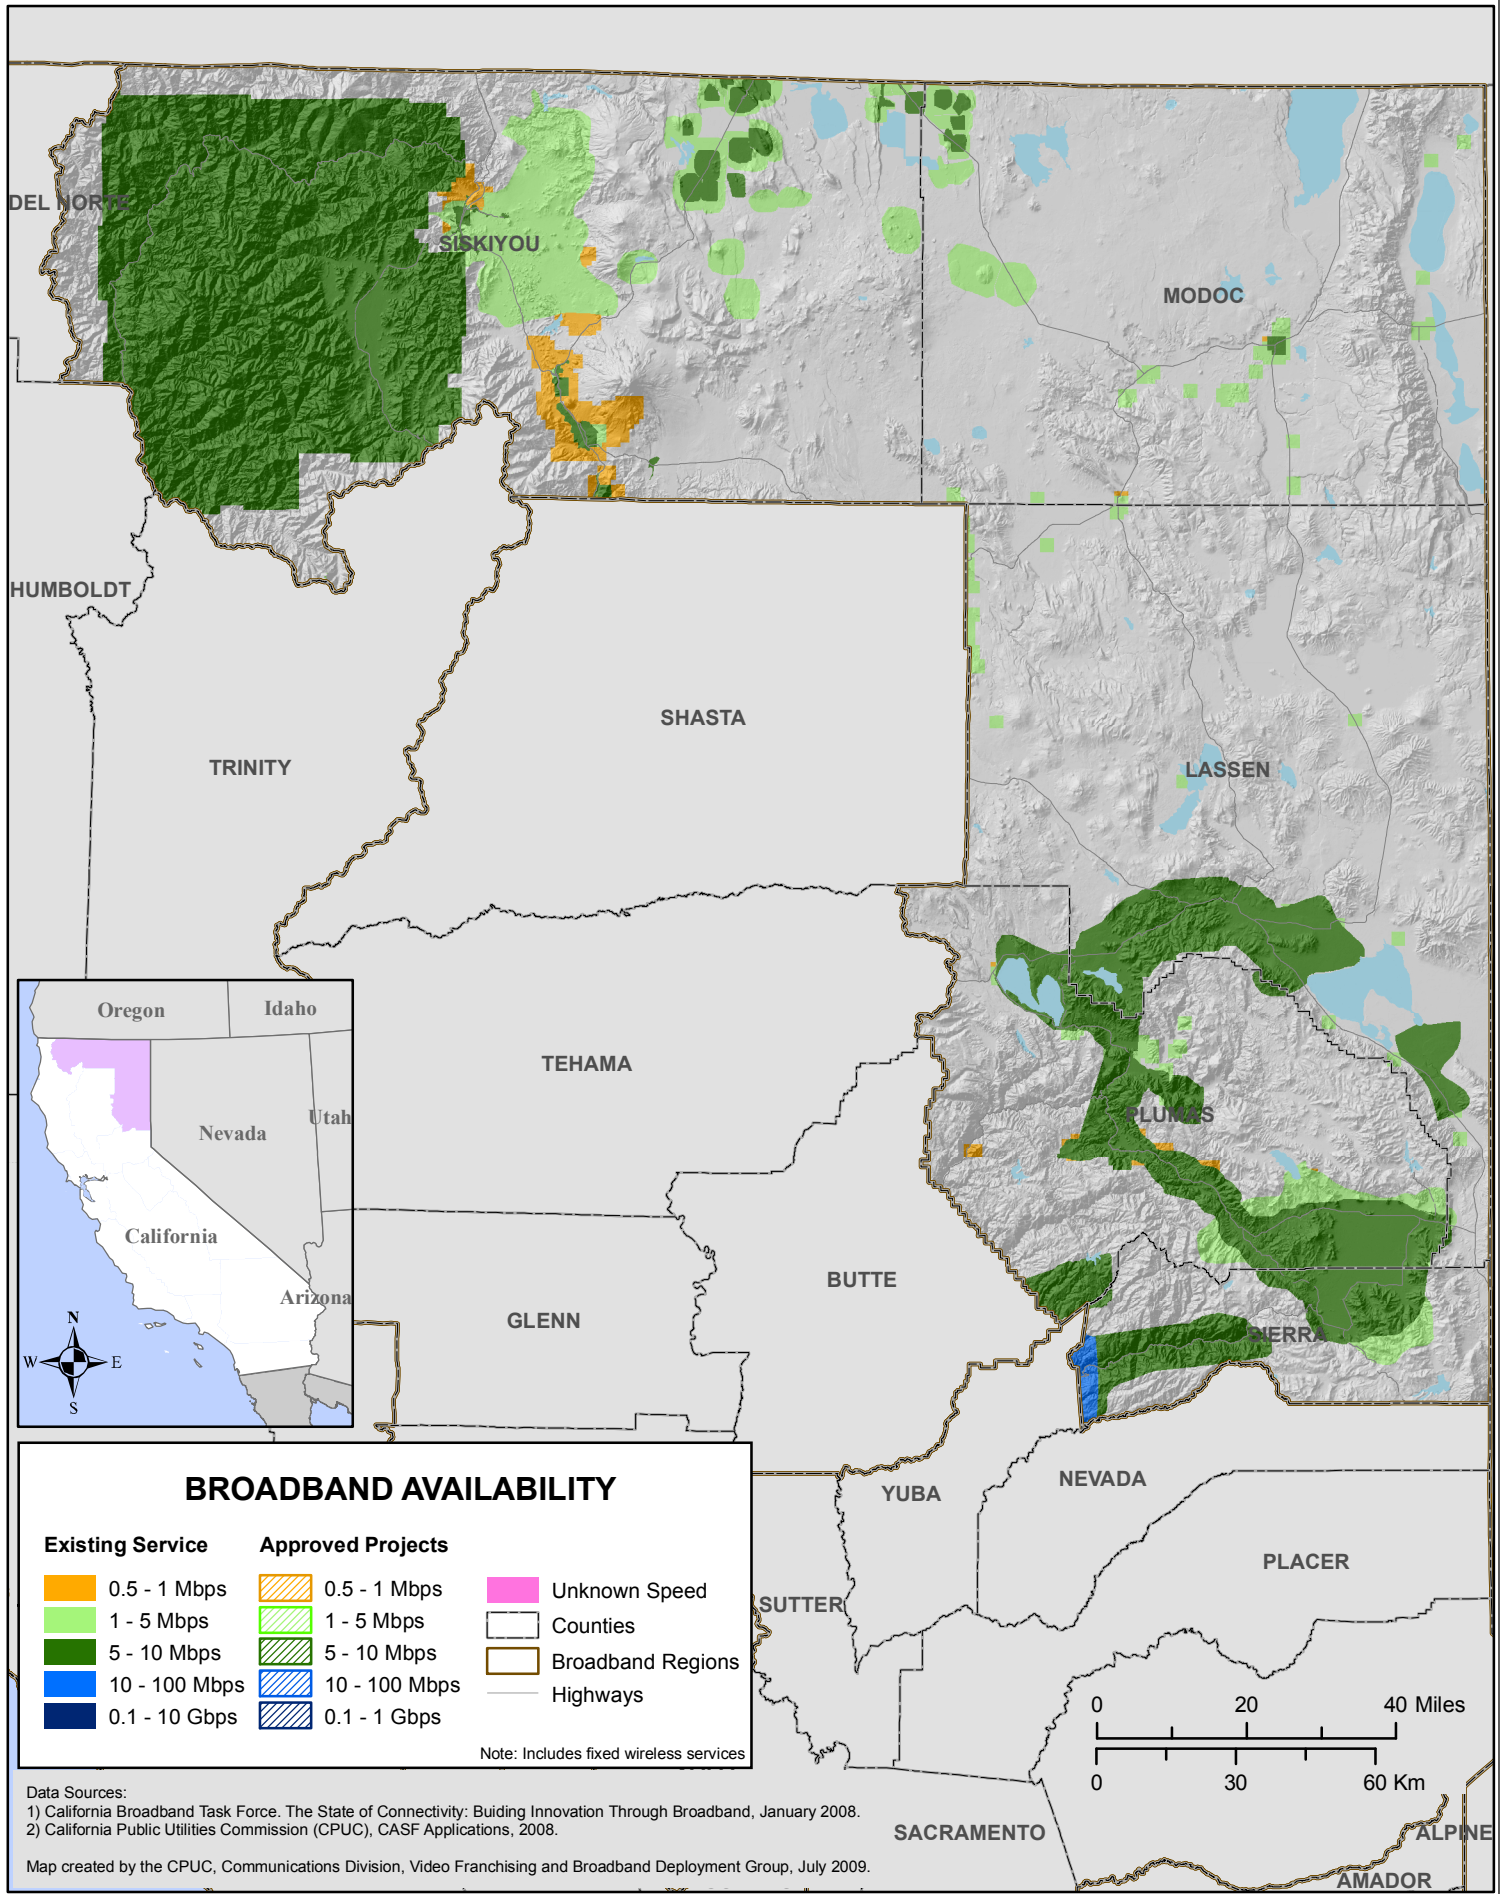 DEL NORTE
SISKIYOU
MODOC
HUMBOLDT
SHASTA
TRINITY
LASSEN
TEHAMA
PLUMAS
BUTTE
GLENN
SIERRA
YUBA
NEVADA
PLACER
SUTTER
SACRAMENTO
ALPINE
AMADOR
Oregon
Idaho
Nevada
Utah
California
Arizona
N
W
E
S
BROADBAND AVAILABILITY
Existing Service
0.5 - 1 Mbps
1 - 5 Mbps
5 - 10 Mbps
10 - 100 Mbps
0.1 - 10 Gbps
Approved Projects
0.5 - 1 Mbps
1 - 5 Mbps
5 - 10 Mbps
10 - 100 Mbps
0.1 - 1 Gbps
Unknown Speed
Counties
Broadband Regions
Highways
Note: Includes fixed wireless services
0 20 40 Miles
0 30 60 Km
Data Sources:
1) California Broadband Task Force. The State of Connectivity: Buiding Innovation Through Broadband, January 2008.
2) California Public Utilities Commission (CPUC), CASF Applications, 2008.
Map created by the CPUC, Communications Division, Video Franchising and Broadband Deployment Group, July 2009.